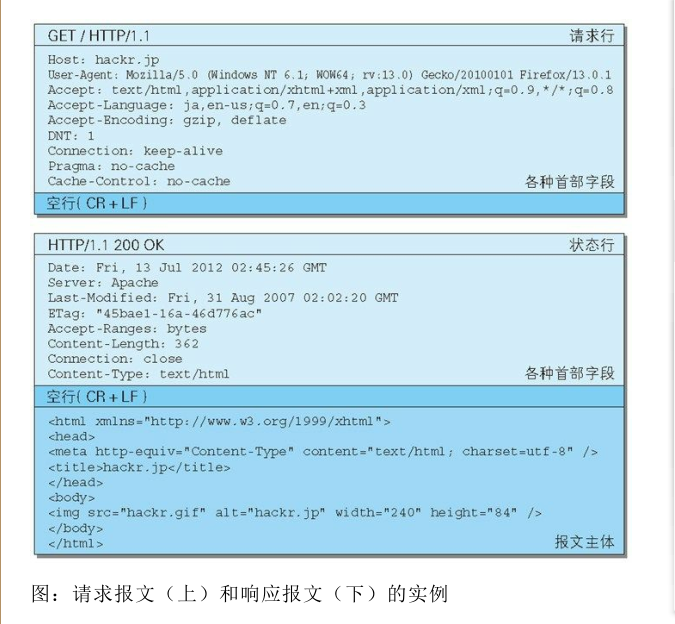 GET / HTTP/1.1 请求行
Host: hackr.jp
User-Agent: Mozilla/5.0 (Windows NT 6.1; WOW64; rv:13.0) Gecko/20100101 Firefox/13.0.1
Accept: text/html,application/xhtml+xml,application/xml;q=0.9,*/*;q=0.8
Accept-Language: ja,en-us;q=0.7,en;q=0.3
Accept-Encoding: gzip, deflate
DNT: 1
Connection: keep-alive
Pragma: no-cache
Cache-Control: no-cache 各种首部字段
空行( CR + LF )
HTTP/1.1 200 OK 状态行
Date: Fri, 13 Jul 2012 02:45:26 GMT
Server: Apache
Last-Modified: Fri, 31 Aug 2007 02:02:20 GMT
ETag: "45bae1-16a-46d776ac"
Accept-Ranges: bytes
Content-Length: 362
Connection: close
Content-Type: text/html 各种首部字段
空行( CR + LF )
<html xmlns="http://www.w3.org/1999/xhtml">
<head>
<meta http-equiv="Content-Type" content="text/html; charset=utf-8" />
<title>hackr.jp</title>
</head>
<body>
<img src="hackr.gif" alt="hackr.jp" width="240" height="84" />
</body>
</html> 报文主体
图：请求报文（上）和响应报文（下）的实例